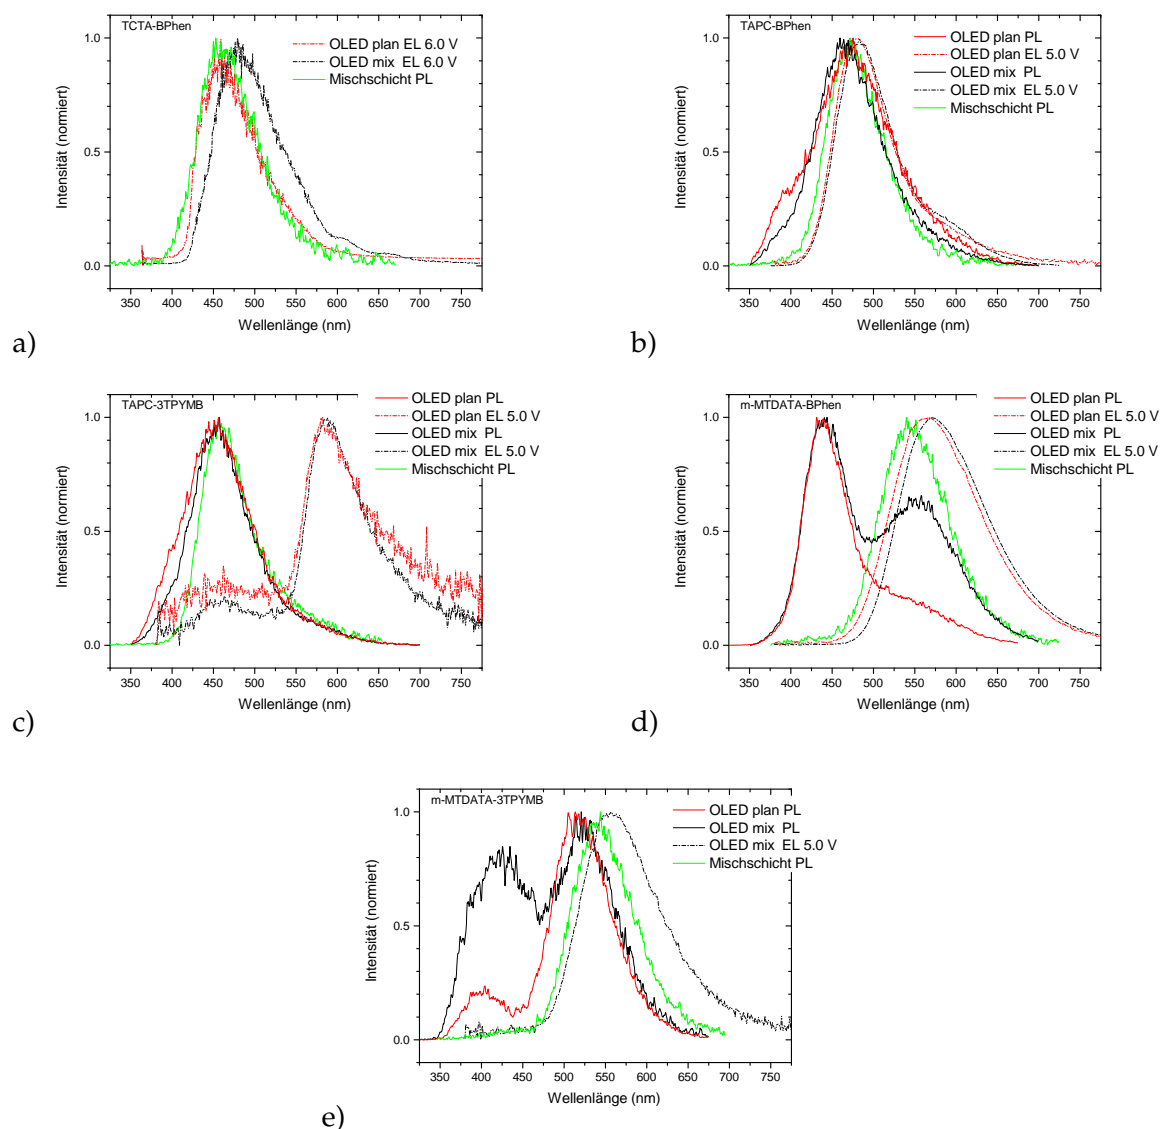 TCTA-BPhen
OLED plan EL 6.0 V
OLED mix EL 6.0 V
Mischschicht PL
Intensität (normiert)
1.0
0.5
0.0
350 400 450 500 550 600 650 700 750
Wellenlänge (nm)
a)
TAPC-BPhen
OLED plan PL
OLED plan EL 5.0 V
OLED mix PL
OLED mix EL 5.0 V
Mischschicht PL
Intensität (normiert)
1.0
0.5
0.0
350 400 450 500 550 600 650 700 750
Wellenlänge (nm)
b)
TAPC-3TPYMB
OLED plan PL
OLED plan EL 5.0 V
OLED mix PL
OLED mix EL 5.0 V
Mischschicht PL
Intensität (normiert)
1.0
0.5
0.0
350 400 450 500 550 600 650 700 750
Wellenlänge (nm)
c)
m-MTDATA-BPhen
OLED plan PL
OLED plan EL 5.0 V
OLED mix PL
OLED mix EL 5.0 V
Mischschicht PL
Intensität (normiert)
1.0
0.5
0.0
350 400 450 500 550 600 650 700 750
Wellenlänge (nm)
d)
m-MTDATA-3TPYMB
OLED plan PL
OLED mix PL
OLED mix EL 5.0 V
Mischschicht PL
Intensität (normiert)
1.0
0.5
0.0
350 400 450 500 550 600 650 700 750
Wellenlänge (nm)
e)